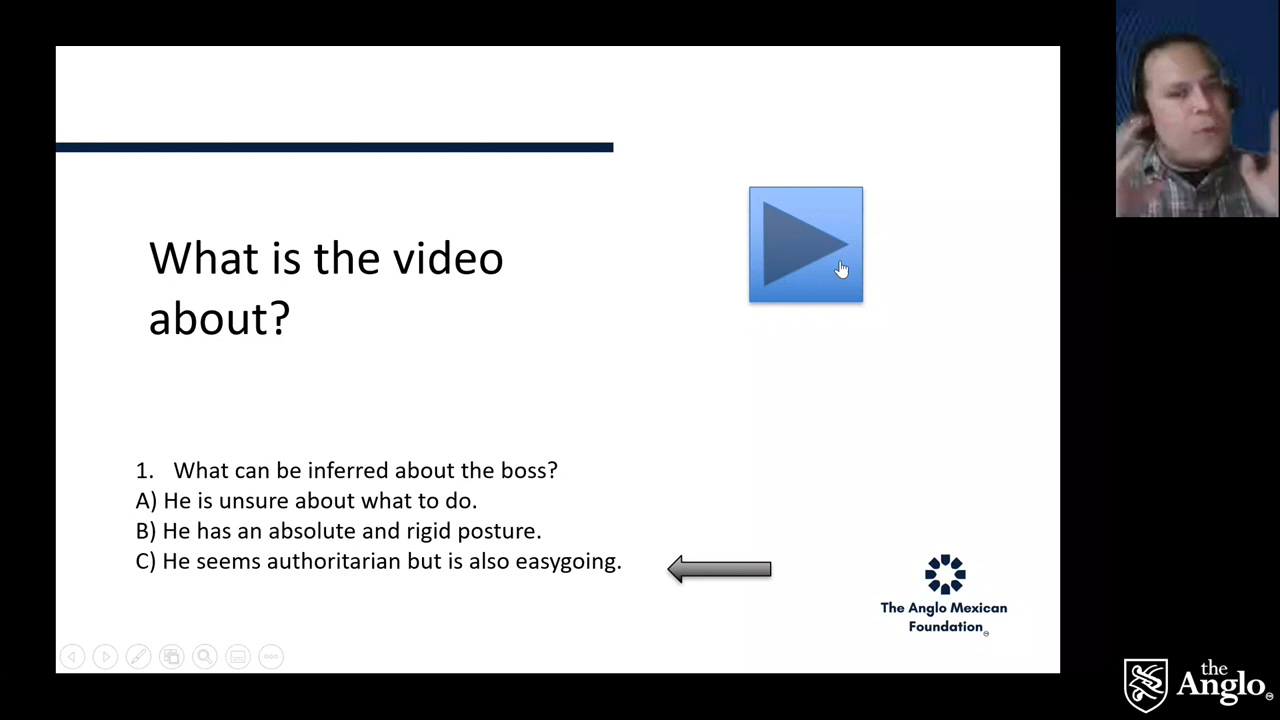 What is the video
about?
1. What can be inferred about the boss?
A) He is unsure about what to do.
B) He has an absolute and rigid posture.
C) He seems authoritarian but is also easygoing.
The Anglo Mexican
Foundation
the
Anglo